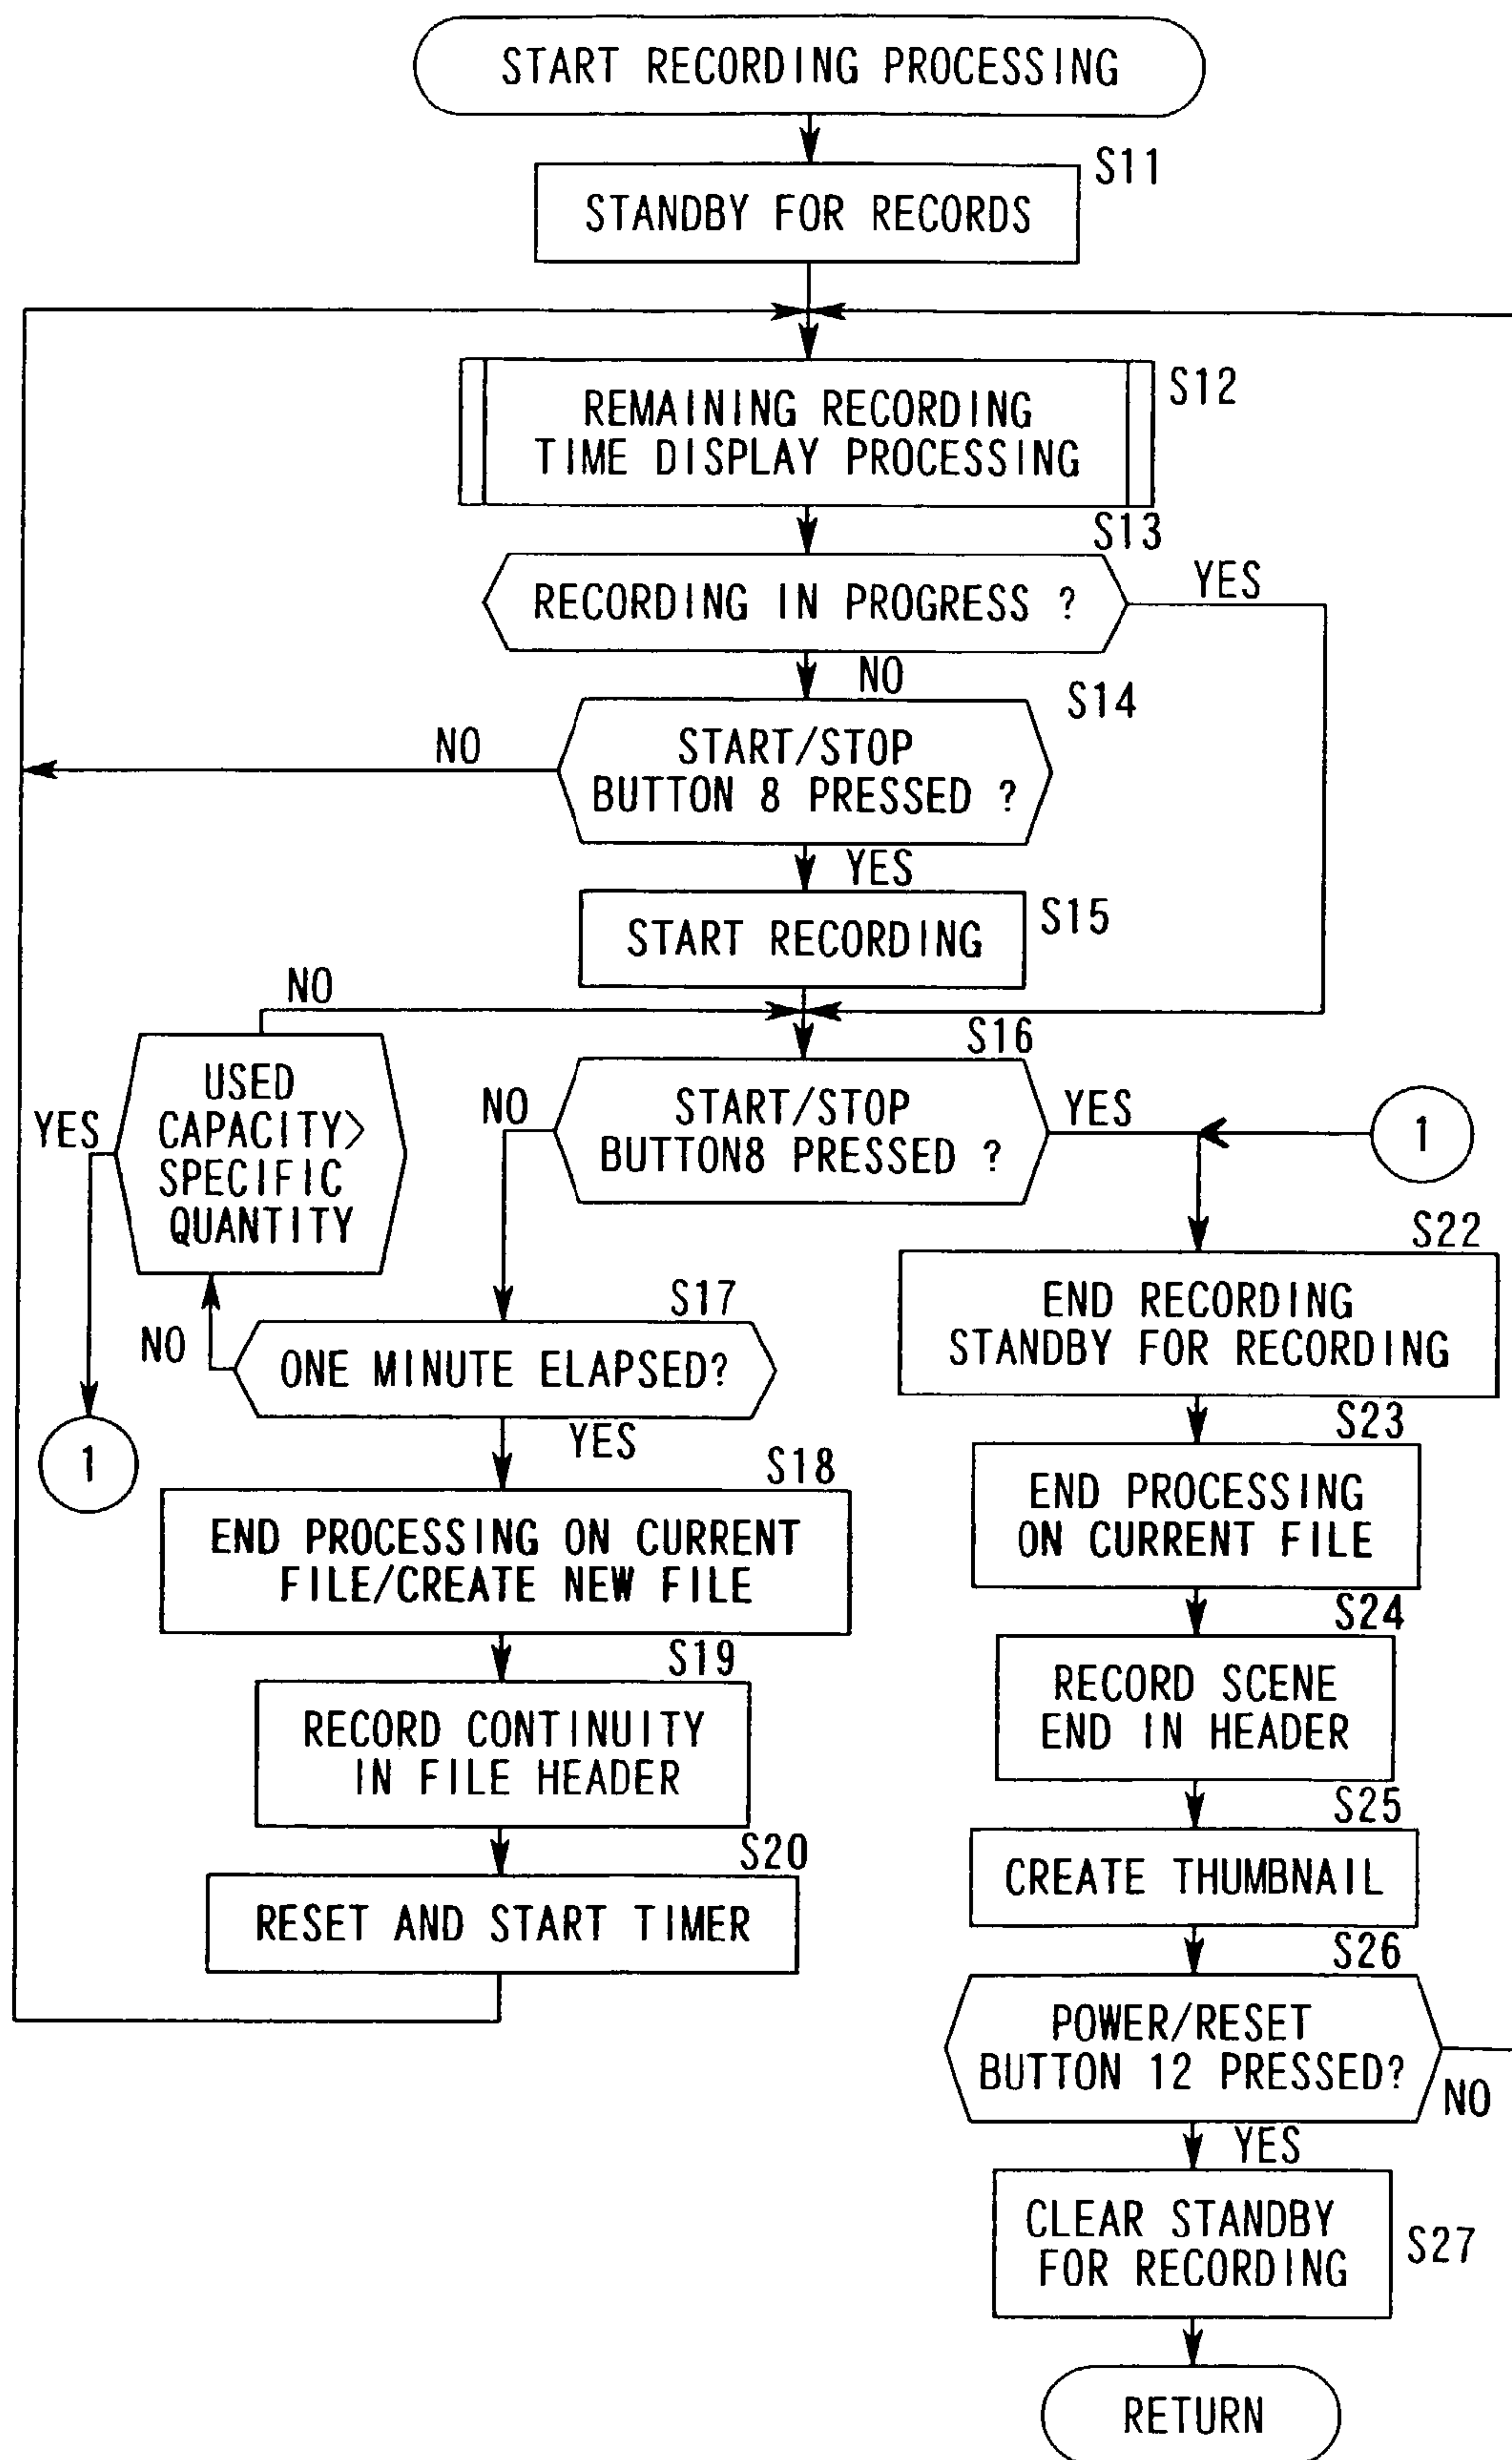 START RECORDING PROCESSING
S11
STANDBY FOR RECORDS
S12
REMAINING RECORDING
TIME DISPLAY PROCESSING
S13
RECORDING IN PROGRESS ?
YES
NO
S14
START/STOP
BUTTON 8 PRESSED ?
NO
YES
S15
START RECORDING
NO
USED
CAPACITY>
SPECIFIC
QUANTITY
YES
S16
START/STOP
BUTTON8 PRESSED ?
NO
YES
1
S17
ONE MINUTE ELAPSED?
NO
YES
1
S18
END PROCESSING ON CURRENT
FILE/CREATE NEW FILE
S19
RECORD CONTINUITY
IN FILE HEADER
S20
RESET AND START TIMER
S22
END RECORDING
STANDBY FOR RECORDING
S23
END PROCESSING
ON CURRENT FILE
S24
RECORD SCENE
END IN HEADER
S25
CREATE THUMBNAIL
S26
POWER/RESET
BUTTON 12 PRESSED?
NO
YES
CLEAR STANDBY
FOR RECORDING
S27
RETURN